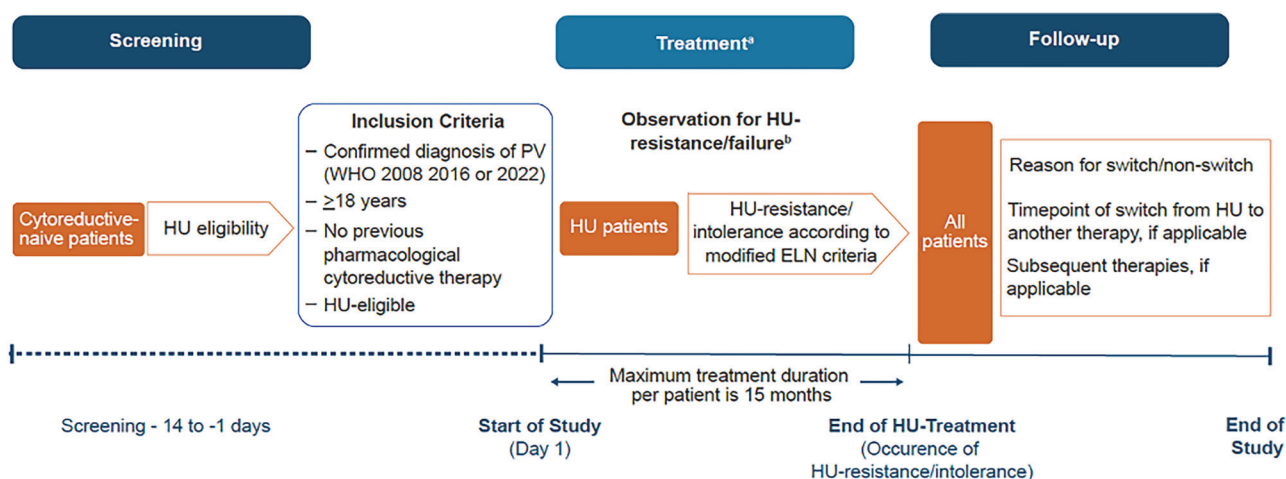 Screening
Treatmentᵃ
Follow-up
Cytoreductive-
naive patients
HU eligibility
Inclusion Criteria
– Confirmed diagnosis of PV
(WHO 2008 2016 or 2022)
– ≥18 years
– No previous
pharmacological
cytoreductive therapy
– HU-eligible
Observation for HU-
resistance/failureᵇ
HU patients
HU-resistance/
intolerance according to
modified ELN criteria
All
patients
Reason for switch/non-switch
Timepoint of switch from HU to
another therapy, if applicable
Subsequent therapies, if
applicable
Maximum treatment duration
per patient is 15 months
Screening - 14 to -1 days
Start of Study
(Day 1)
End of HU-Treatment
(Occurence of
HU-resistance/intolerance)
End of
Study